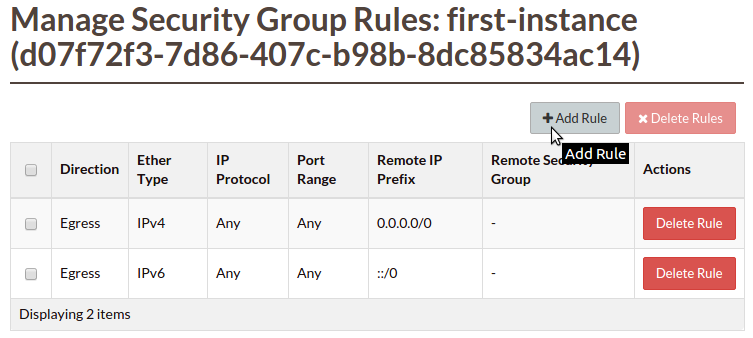 Manage Security Group Rules: first-instance
(d07f72f3-7d86-407c-b98b-8dc85834ac14)
Add Rule Delete Rules
Add Rule
Direction Ether Type IP Protocol Port Range Remote IP Prefix Remote Group Actions
Egress IPv4 Any Any 0.0.0.0/0 - Delete Rule
Egress IPv6 Any Any ::/0 - Delete Rule
Displaying 2 items